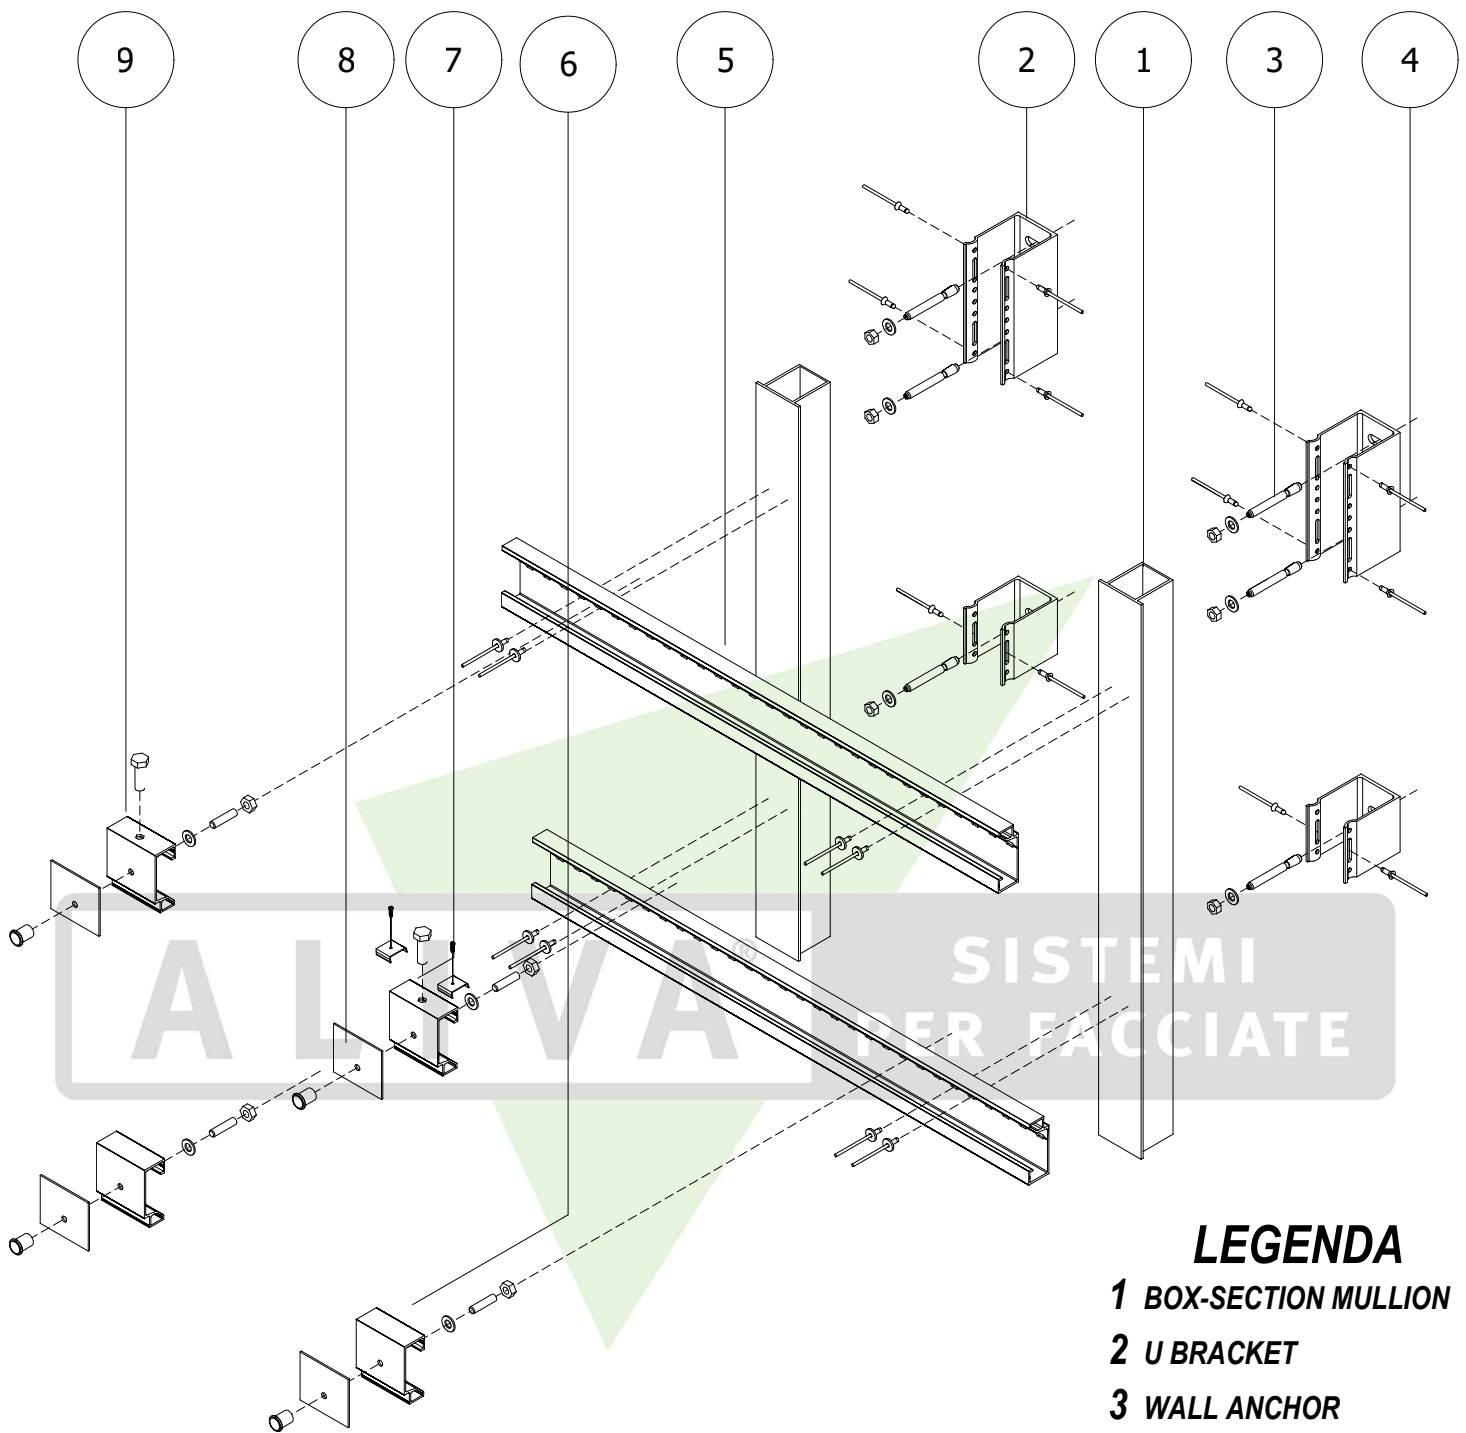 9 8 7 6 5 2 1 3 4
ALIVA®
SISTEMI
PER FACCIATE
LEGENDA
1 BOX-SECTION MULLION
2 U BRACKET
3 WALL ANCHOR